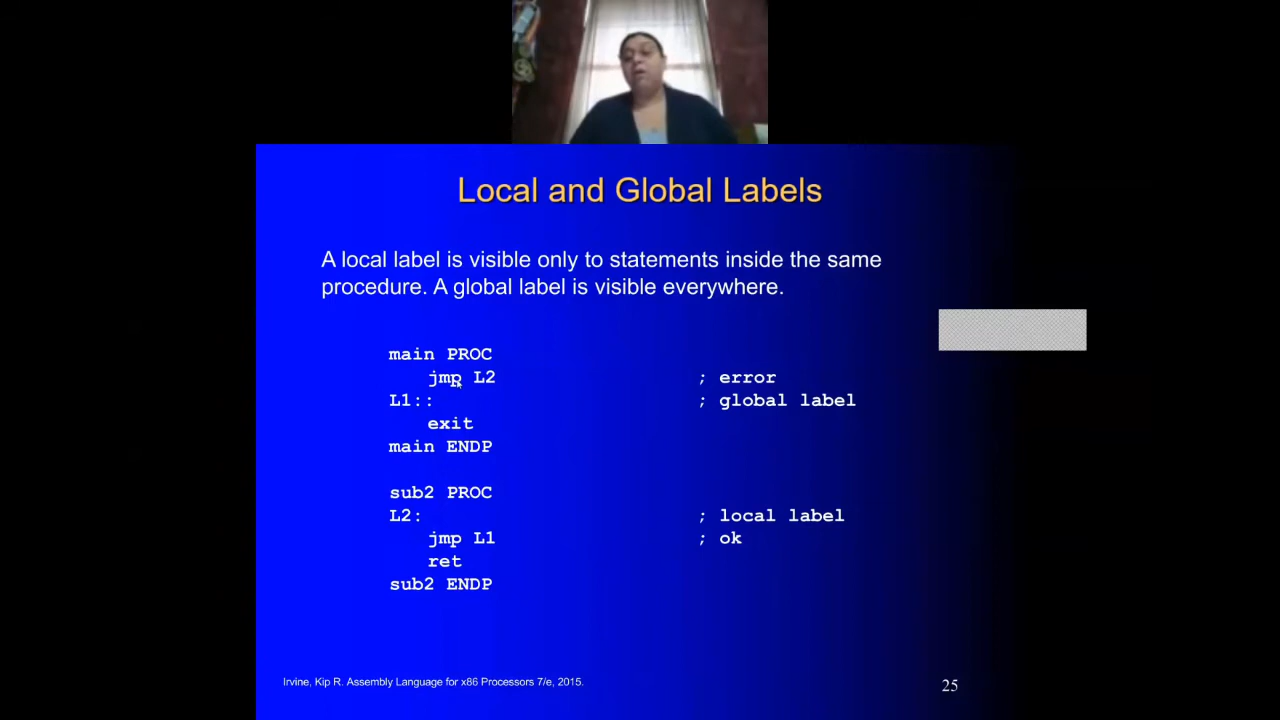 Local and Global Labels
A local label is visible only to statements inside the same
procedure. A global label is visible everywhere.
main PROC
jmp L2 ; error
L1:: ; global label
exit
main ENDP
sub2 PROC
L2: ; local label
jmp L1 ; ok
ret
sub2 ENDP
Irvine, Kip R. Assembly Language for x86 Processors 7/e, 2015.
25